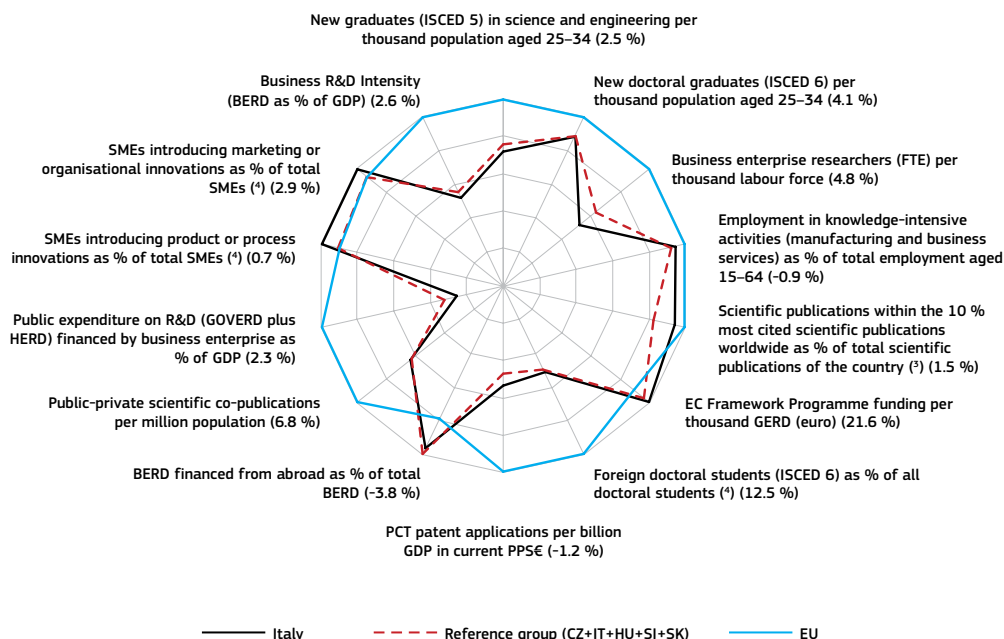 New graduates (ISCED 5) in science and engineering per
thousand population aged 25–34 (2.5 %)
New doctoral graduates (ISCED 6) per
thousand population aged 25–34 (4.1 %)
Business enterprise researchers (FTE) per
thousand labour force (4.8 %)
Employment in knowledge-intensive
activities (manufacturing and business
services) as % of total employment aged
15–64 (-0.9 %)
Scientific publications within the 10 %
most cited scientific publications
worldwide as % of total scientific
publications of the country (³) (1.5 %)
EC Framework Programme funding per
thousand GERD (euro) (21.6 %)
Foreign doctoral students (ISCED 6) as % of all
doctoral students (⁴) (12.5 %)
PCT patent applications per billion
GDP in current PPS€ (-1.2 %)
BERD financed from abroad as % of total
BERD (-3.8 %)
Public-private scientific co-publications
per million population (6.8 %)
Public expenditure on R&D (GOVERD plus
HERD) financed by business enterprise as
% of GDP (2.3 %)
SMEs introducing product or process
innovations as % of total SMEs (⁴) (0.7 %)
SMEs introducing marketing or
organisational innovations as % of total
SMEs (⁴) (2.9 %)
Business R&D Intensity
(BERD as % of GDP) (2.6 %)
Italy
Reference group (CZ+IT+HU+SI+SK)
EU